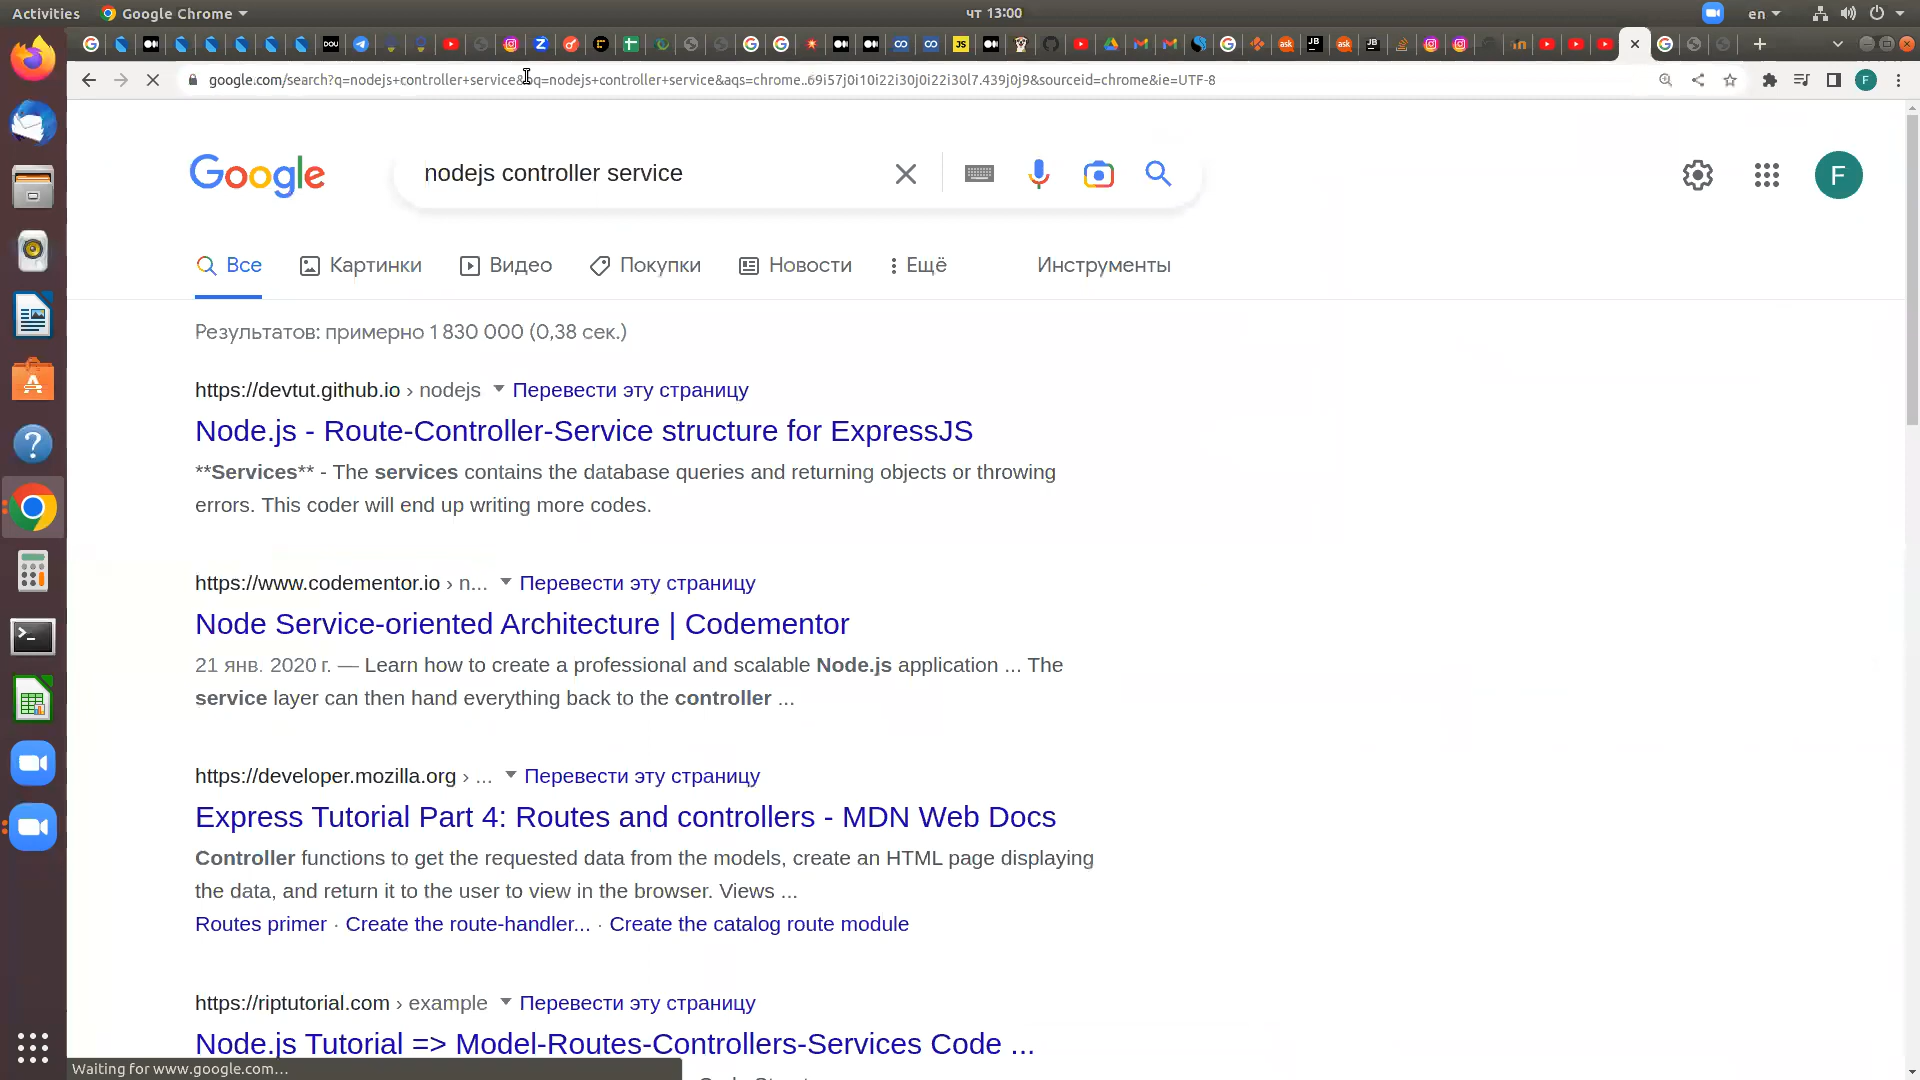 Activities
Google Chrome
чт 13:00
en
DOU
JS
ask
JB
ask
JB
in
google.com/search?q=nodejs+controller+service&oq=nodejs+controller+service&aqs=chrome..69i57j0i10i22i30j0i22i30l7.439j0j9&sourceid=chrome&ie=UTF-8
F
Google
nodejs controller service
F
Все
Картинки
Видео
Покупки
Новости
Ещё
Инструменты
Результатов: примерно 1 830 000 (0,38 сек.)
https://devtut.github.io › nodejs Перевести эту страницу
Node.js - Route-Controller-Service structure for ExpressJS
**Services** - The services contains the database queries and returning objects or throwing
errors. This coder will end up writing more codes.
https://www.codementor.io › n... Перевести эту страницу
Node Service-oriented Architecture | Codementor
21 янв. 2020 г. — Learn how to create a professional and scalable Node.js application ... The
service layer can then hand everything back to the controller ...
https://developer.mozilla.org › ... Перевести эту страницу
Express Tutorial Part 4: Routes and controllers - MDN Web Docs
Controller functions to get the requested data from the models, create an HTML page displaying
the data, and return it to the user to view in the browser. Views ...
Routes primer · Create the route-handler... · Create the catalog route module
https://riptutorial.com › example Перевести эту страницу
Node.js Tutorial => Model-Routes-Controllers-Services Code ...
Waiting for www.google.com...